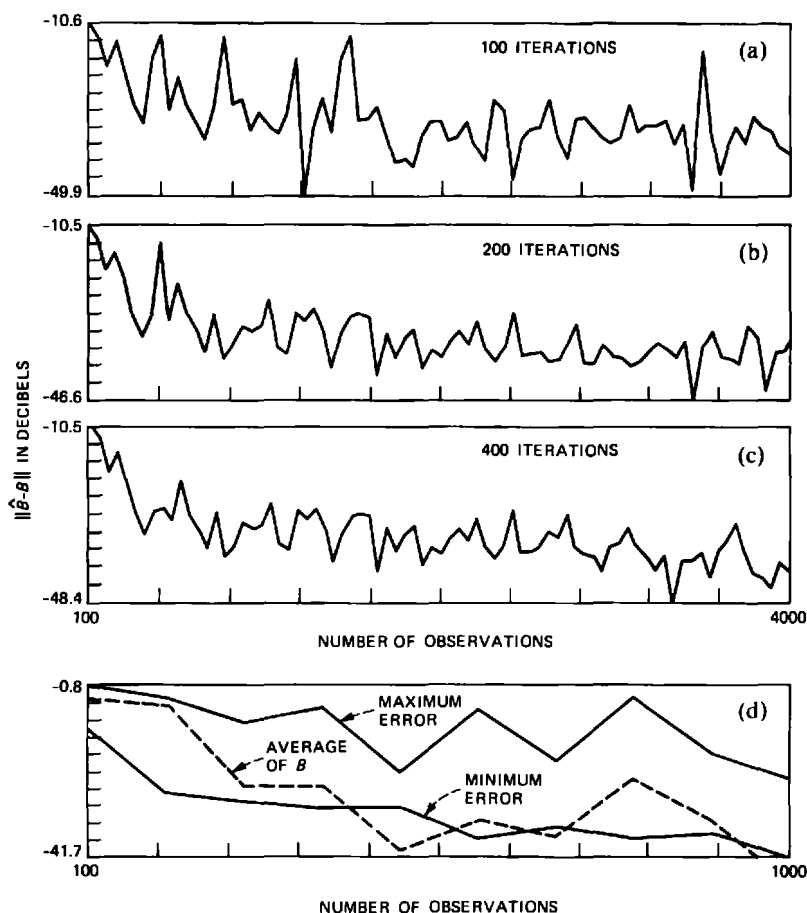 -10.6
100 ITERATIONS
(a)
-49.9
-10.5
200 ITERATIONS
(b)
-46.6
-10.5
400 ITERATIONS
(c)
-48.4
||B̂-B|| IN DECIBELS
100
4000
NUMBER OF OBSERVATIONS
-0.8
(d)
MAXIMUM
ERROR
AVERAGE
OF B
MINIMUM
ERROR
-41.7
100
1000
NUMBER OF OBSERVATIONS